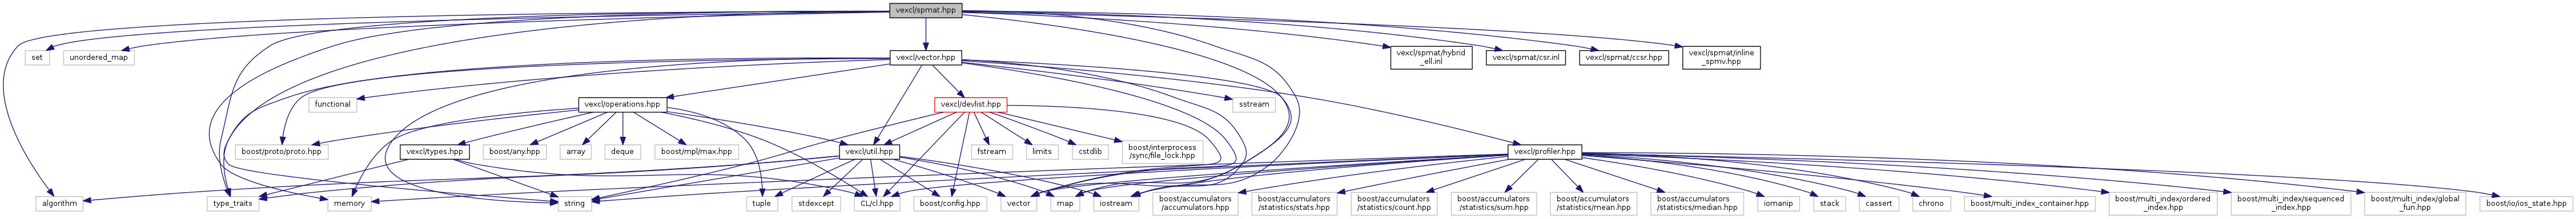 vexcl/spmat.hpp
set
unordered_map
vexcl/vector.hpp
vexcl/spmat/hybrid
_ell.inl
vexcl/spmat/csr.inl
vexcl/spmat/ccsr.hpp
vexcl/spmat/inline
_spmv.hpp
functional
vexcl/operations.hpp
vexcl/devlist.hpp
sstream
boost/proto/proto.hpp
vexcl/types.hpp
boost/any.hpp
array
deque
boost/mpl/max.hpp
vexcl/util.hpp
fstream
limits
cstdlib
boost/interprocess
/sync/file_lock.hpp
vexcl/profiler.hpp
algorithm
type_traits
memory
string
tuple
stdexcept
CL/cl.hpp
boost/config.hpp
vector
map
iostream
boost/accumulators
/accumulators.hpp
boost/accumulators
/statistics/stats.hpp
boost/accumulators
/statistics/count.hpp
boost/accumulators
/statistics/sum.hpp
boost/accumulators
/statistics/mean.hpp
boost/accumulators
/statistics/median.hpp
iomanip
stack
cassert
chrono
boost/multi_index_container.hpp
boost/multi_index/ordered
_index.hpp
boost/multi_index/sequenced
_index.hpp
boost/multi_index/global
_fun.hpp
boost/io/ios_state.hpp